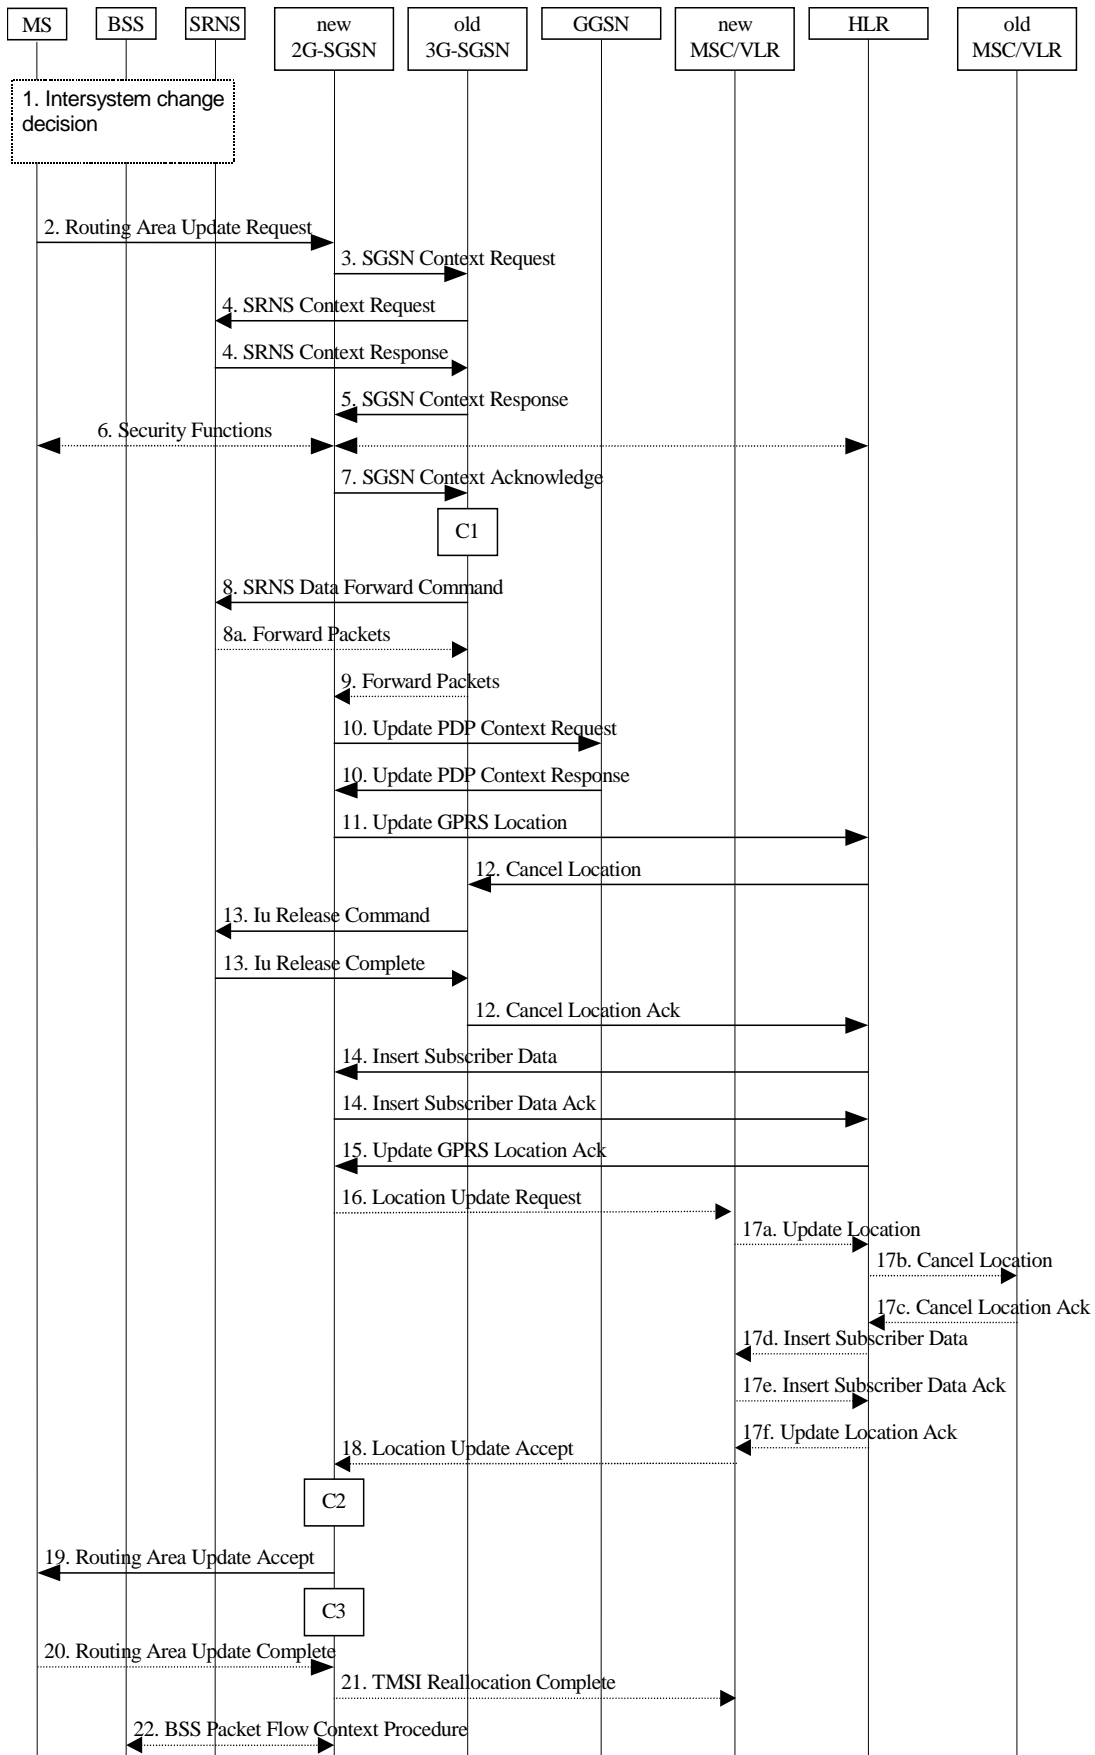 MS
BSS
SRNS
new
2G-SGSN
old
3G-SGSN
GGSN
new
MSC/VLR
HLR
old
MSC/VLR
1. Intersystem change
decision
2. Routing Area Update Request
3. SGSN Context Request
4. SRNS Context Request
4. SRNS Context Response
5. SGSN Context Response
6. Security Functions
7. SGSN Context Acknowledge
C1
8. SRNS Data Forward Command
8a. Forward Packets
9. Forward Packets
10. Update PDP Context Request
10. Update PDP Context Response
11. Update GPRS Location
12. Cancel Location
13. Iu Release Command
13. Iu Release Complete
12. Cancel Location Ack
14. Insert Subscriber Data
14. Insert Subscriber Data Ack
15. Update GPRS Location Ack
16. Location Update Request
17a. Update Location
17b. Cancel Location
17c. Cancel Location Ack
17d. Insert Subscriber Data
17e. Insert Subscriber Data Ack
17f. Update Location Ack
18. Location Update Accept
C2
19. Routing Area Update Accept
C3
20. Routing Area Update Complete
21. TMSI Reallocation Complete
22. BSS Packet Flow Context Procedure